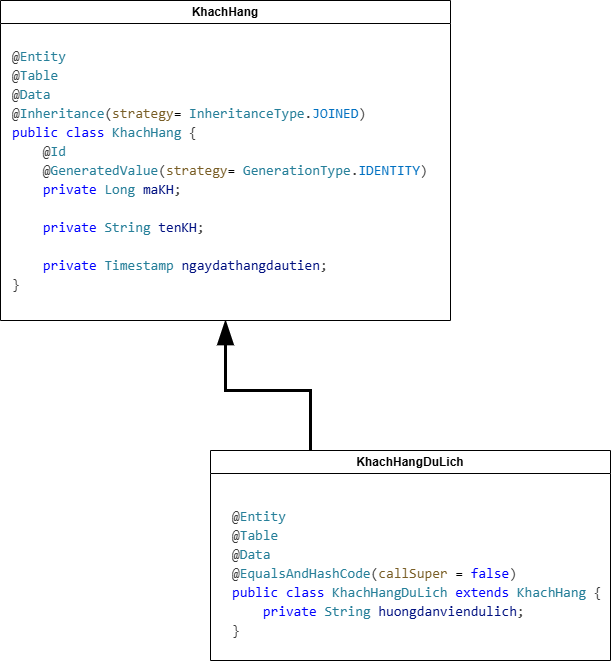 KhachHang
@Entity
@Table
@Data
@Inheritance(strategy= InheritanceType.JOINED)
public class KhachHang {
@Id
@GeneratedValue(strategy= GenerationType.IDENTITY)
private Long maKH;
private String tenKH;
private Timestamp ngaydathangdautien;
}
KhachHangDuLich
@Entity
@Table
@Data
@EqualsAndHashCode(callSuper = false)
public class KhachHangDuLich extends KhachHang {
private String huongdanviendulich;
}